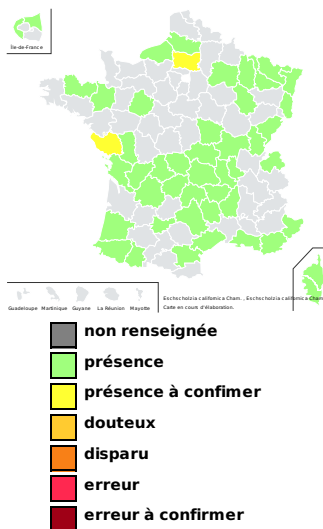 Île-de-France
Guadeloupe Martinique Guyane La Réunion Mayotte
Eschscholzia californica Cham., , Eschscholzia californica Cham
Carte en cours d'élaboration.
non renseignée
présence
présence à confimer
douteux
disparu
erreur
erreur à confirmer